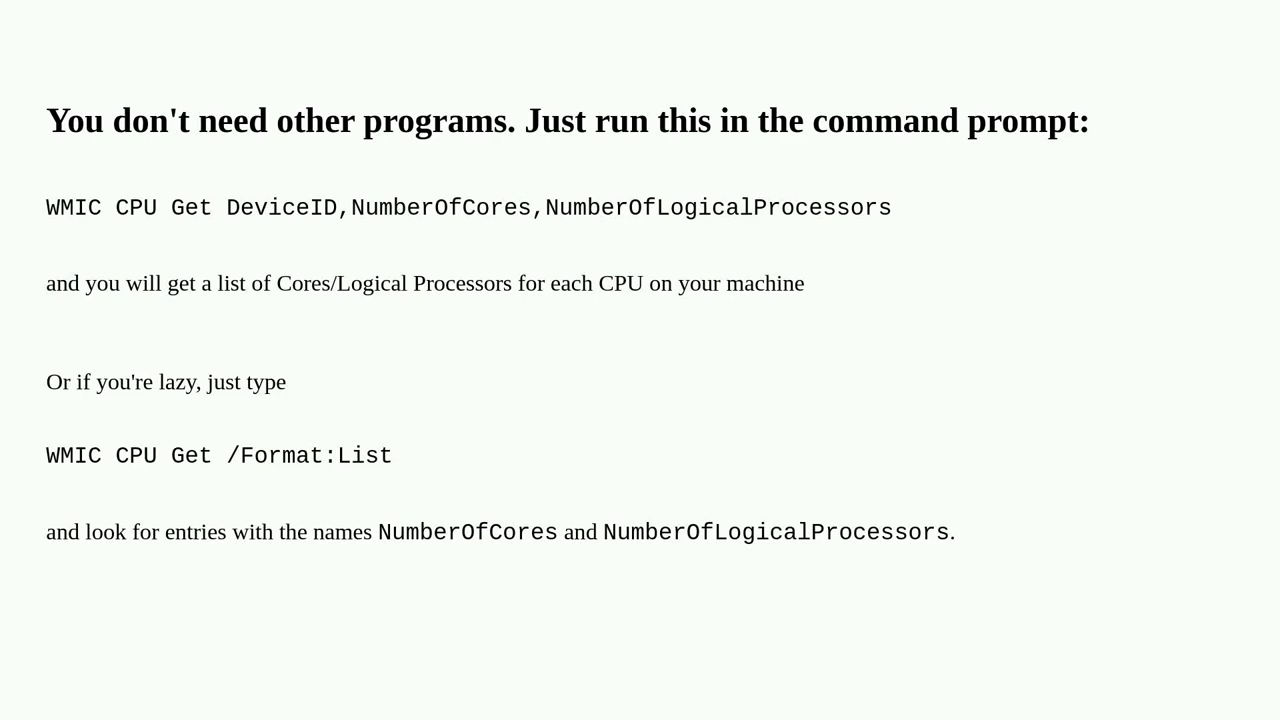 You don't need other programs. Just run this in the command prompt:
WMIC CPU Get DeviceID,NumberOfCores,NumberOfLogicalProcessors
and you will get a list of Cores/Logical Processors for each CPU on your machine
Or if you're lazy, just type
WMIC CPU Get /Format:List
and look for entries with the names NumberOfCores and NumberOfLogicalProcessors.